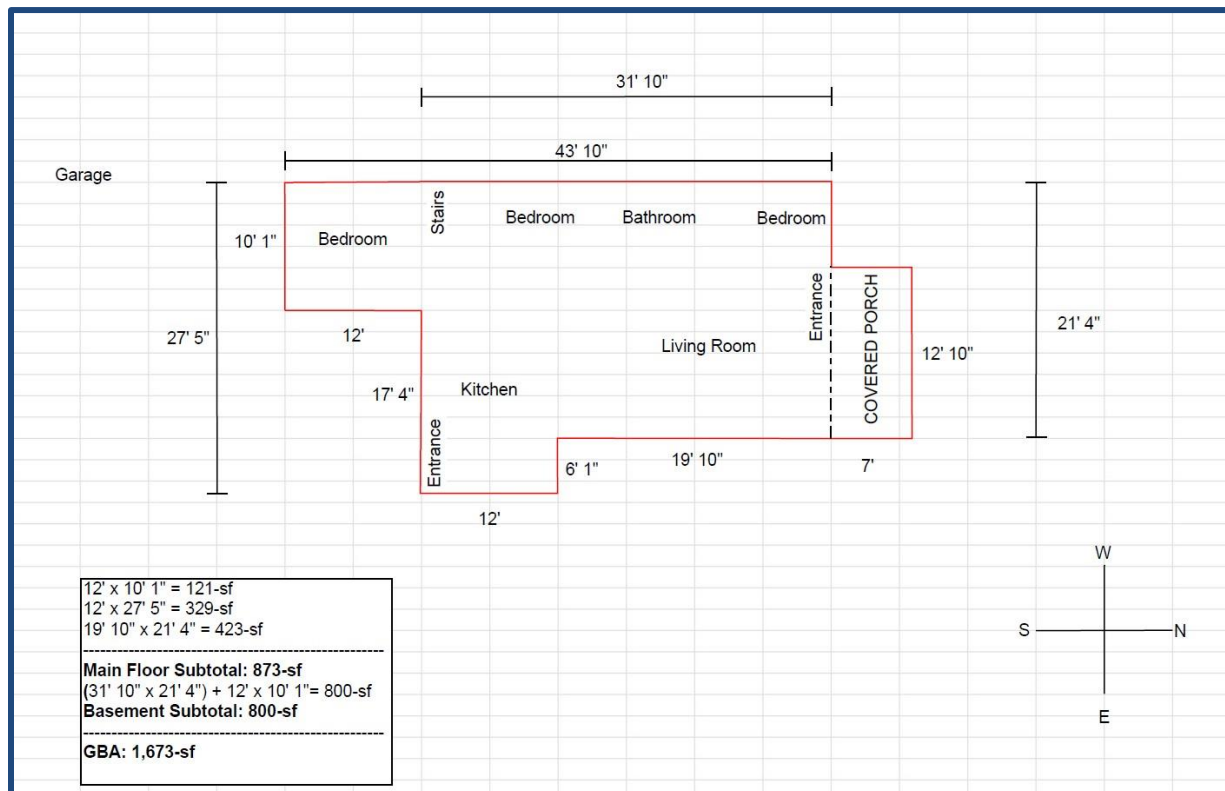 31' 10"
43' 10"
Garage
Stairs
Bedroom
Bathroom
Bedroom
10' 1"
Bedroom
Entrance
COVERED PORCH
21' 4"
27' 5"
12'
Living Room
12' 10"
17' 4"
Kitchen
Entrance
6' 1"
19' 10"
7'
12'
12' x 10' 1" = 121-sf
12' x 27' 5" = 329-sf
19' 10" x 21' 4" = 423-sf
----------------------------------------------------
Main Floor Subtotal: 873-sf
(31' 10" x 21' 4") + 12' x 10' 1"= 800-sf
Basement Subtotal: 800-sf
----------------------------------------------------
GBA: 1,673-sf
W
S
N
E